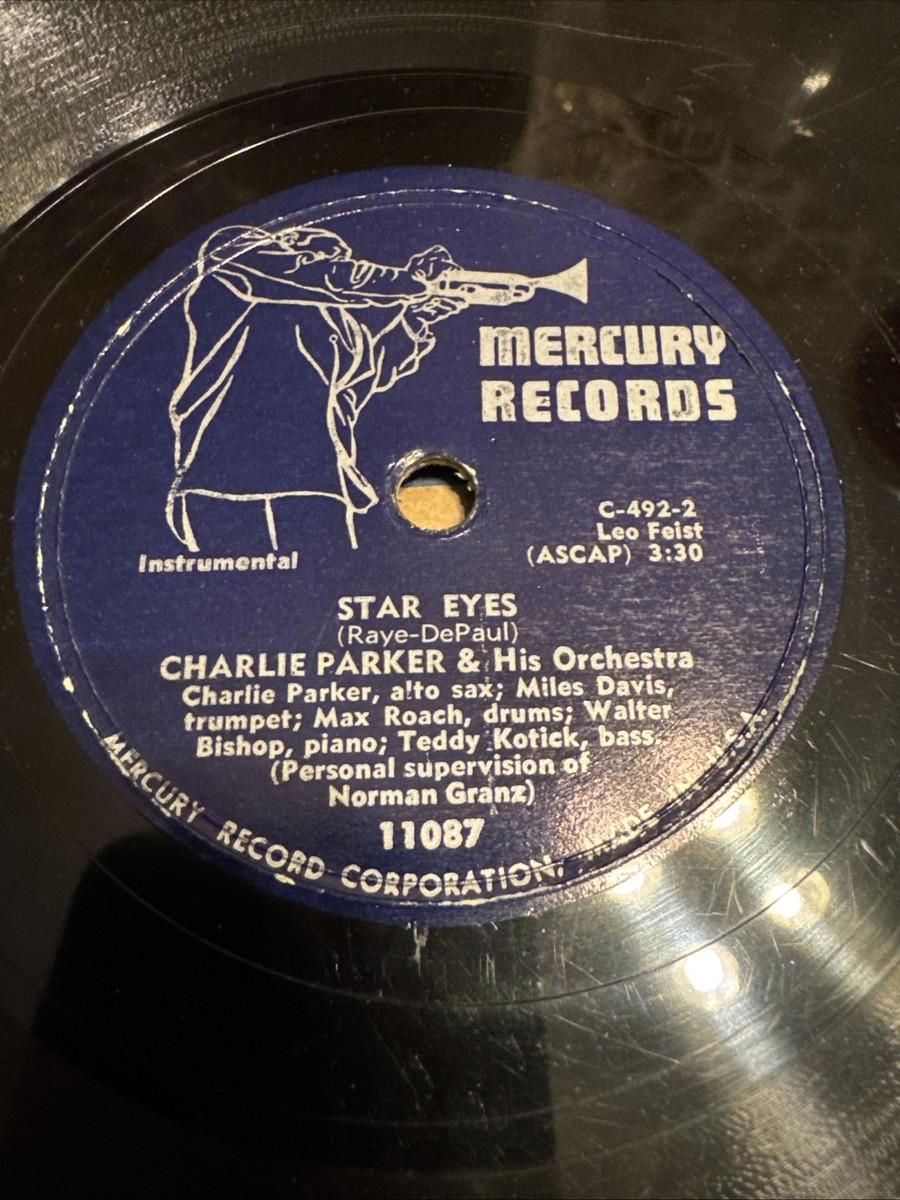 MERCURY
RECORDS
C-492-2
Leo Feist
(ASCAP) 3:30
Instrumental
STAR EYES
(Raye-DePaul)
CHARLIE PARKER & His Orchestra
Charlie Parker, alto sax; Miles Davis,
trumpet; Max Roach, drums; Walter
Bishop, piano; Teddy Kotick, bass.
(Personal supervision of
Norman Granz)
11087
MERCURY RECORD CORPORATION, MADE IN U.S.A.